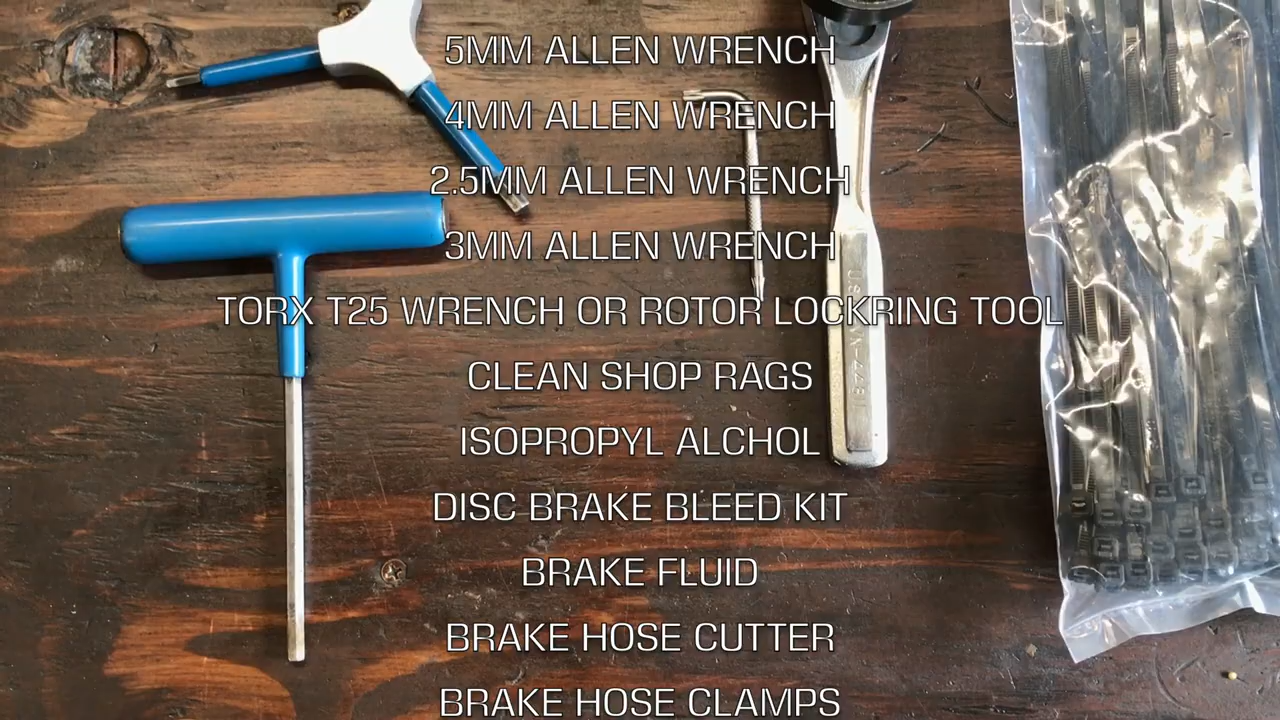 5MM ALLEN WRENCH
4MM ALLEN WRENCH
2.5MM ALLEN WRENCH
3MM ALLEN WRENCH
TORX T25 WRENCH OR ROTOR LOCKRING TOOL
CLEAN SHOP RAGS
ISOPROPYL ALCHOL
DISC BRAKE BLEED KIT
BRAKE FLUID
BRAKE HOSE CUTTER
BRAKE HOSE CLAMPS